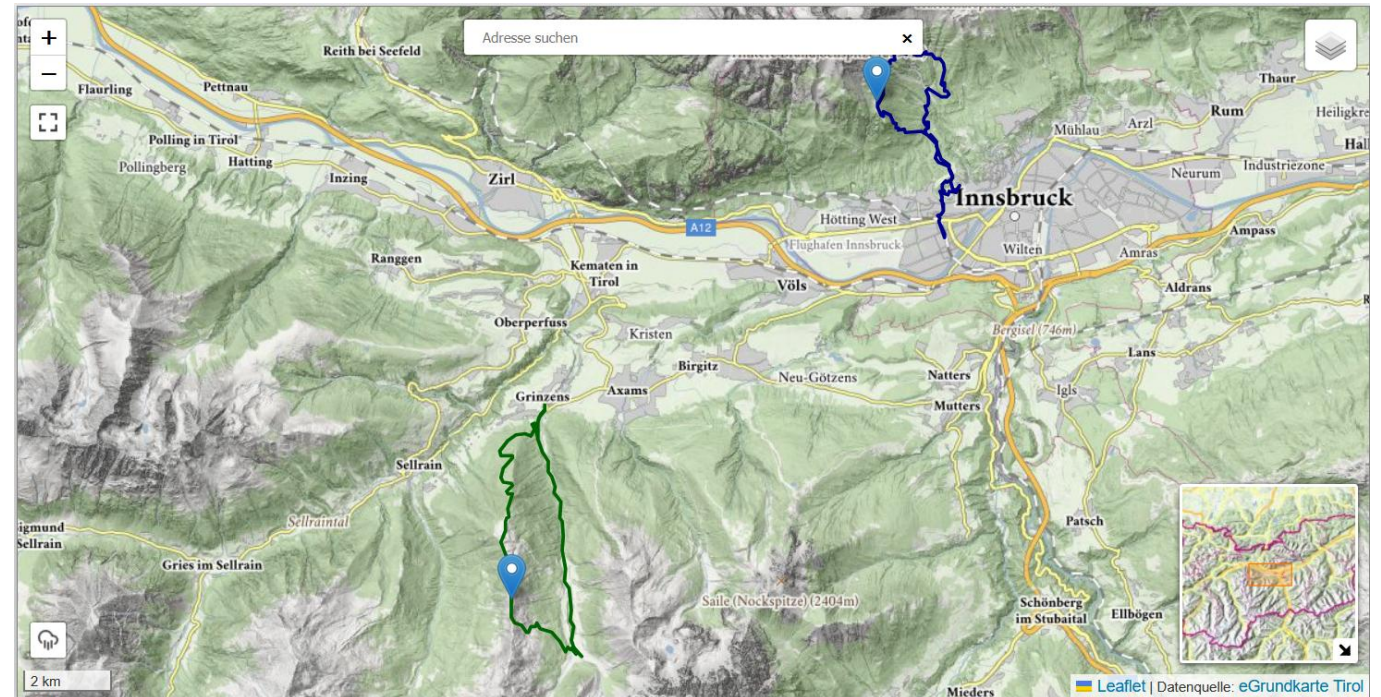 Adresse suchen
×
+
−
Reith bei Seefeld
Flaurling
Pettnau
Thaur
Rum
Arzl
Mühlau
Polling in Tirol
Pollingberg
Hatting
Inzing
Zirl
Neurum
Industriezone
Innsbruck
Hötting West
A12
Flughafen Innsbruck
Wilten
Amras
Ampass
Ranggen
Kematen in
Tirol
Völs
Aldrans
Oberperfuss
Kristen
Bergisel (746m)
Birgitz
Neu-Götzens
Natters
Lans
Igls
Grinzens
Axams
Mutters
Sellrain
Sellraintal
Sellrain
Gries im Sellrain
Patsch
Saile (Nockspitze) (2404m)
Schönberg
im Stubaital
Ellbögen
Mieders
2 km
Leaflet | Datenquelle: eGrundkarte Tirol